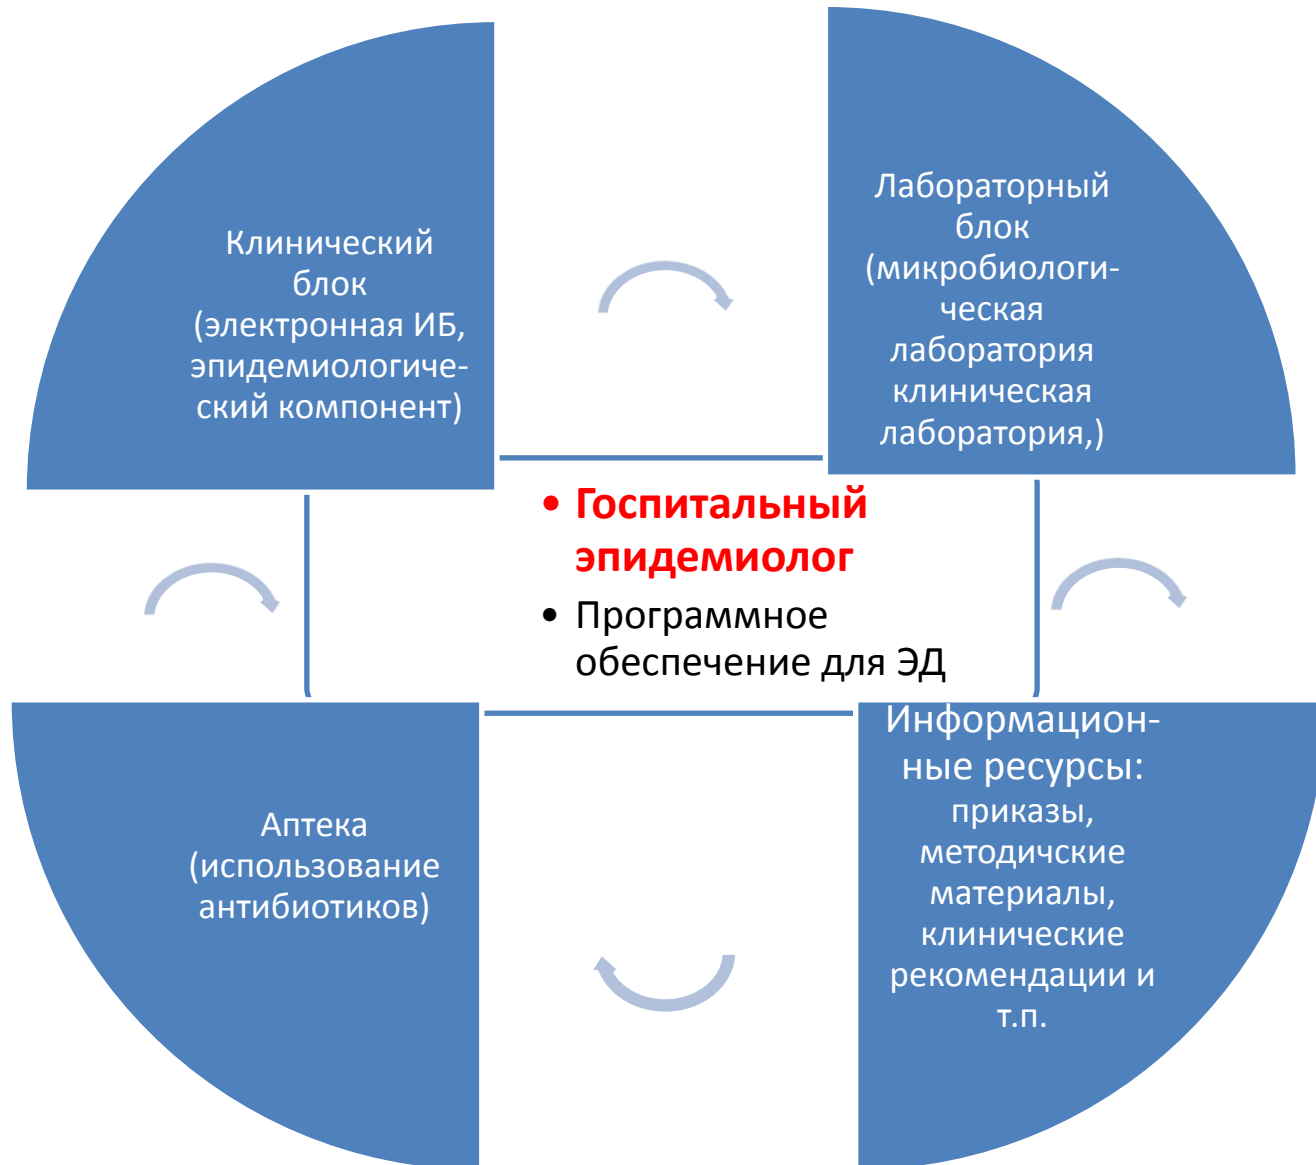 Клинический
блок
(электронная ИБ,
эпидемиологиче-
ский компонент)
Лабораторный
блок
(микробиологи-
ческая
лаборатория
клиническая
лаборатория,)
• Госпитальный
эпидемиолог
• Программное
обеспечение для ЭД
Аптека
(использование
антибиотиков)
Информацион-
ные ресурсы:
приказы,
методичские
материалы,
клинические
рекомендации и
т.п.